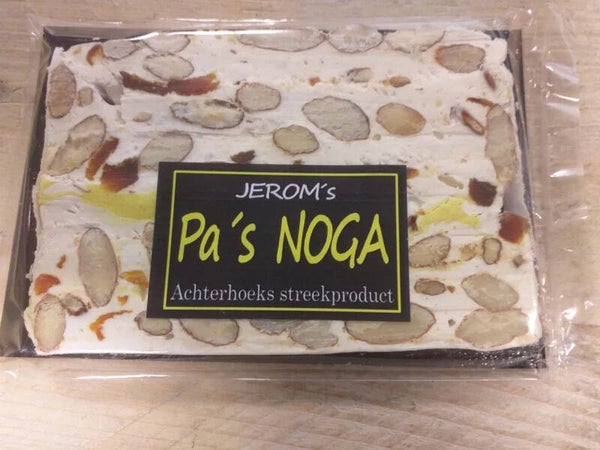 JEROM´s
Pa´s NOGA
Achterhoeks streekproduct